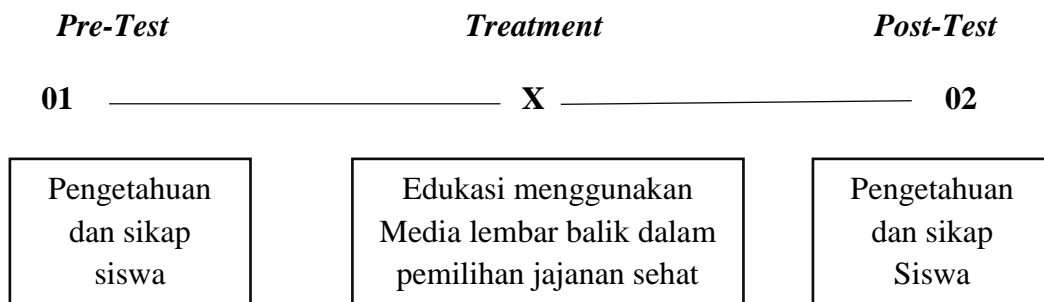 Pre-Test Treatment Post-Test
01 X 02
Pengetahuan
dan sikap
siswa
Edukasi menggunakan
Media lembar balik dalam
pemilihan jajanan sehat
Pengetahuan
dan sikap
Siswa